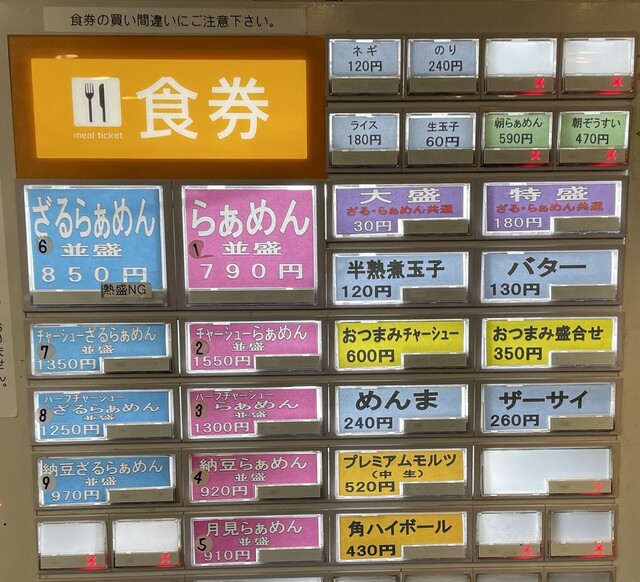 食券の買い間違いにご注意下さい。
meal ticket
食券
ネギ
120円
のり
240円
ライス
180円
生玉子
60円
朝らぁめん
590円
朝ぞうすい
470円
ざるらぁめん
6
並盛
850円
熱盛NG
らぁめん
1
並盛
790円
大盛
ざる・らぁめん共通
30円
特盛
ざる・らぁめん共通
180円
半熟煮玉子
120円
バター
130円
チャーシューざるらぁめん
7
並盛
1350円
チャーシューらぁめん
2
並盛
1550円
おつまみチャーシュー
600円
おつまみ盛合せ
350円
ハーフチャーシュー
8
ざるらぁめん
並盛
1250円
ハーフチャーシュー
3
らぁめん
並盛
1300円
めんま
240円
ザーサイ
260円
納豆ざるらぁめん
9
並盛
970円
納豆らぁめん
4
並盛
920円
プレミアムモルツ
(中生)
520円
月見らぁめん
5
並盛
910円
角ハイボール
430円
ません。